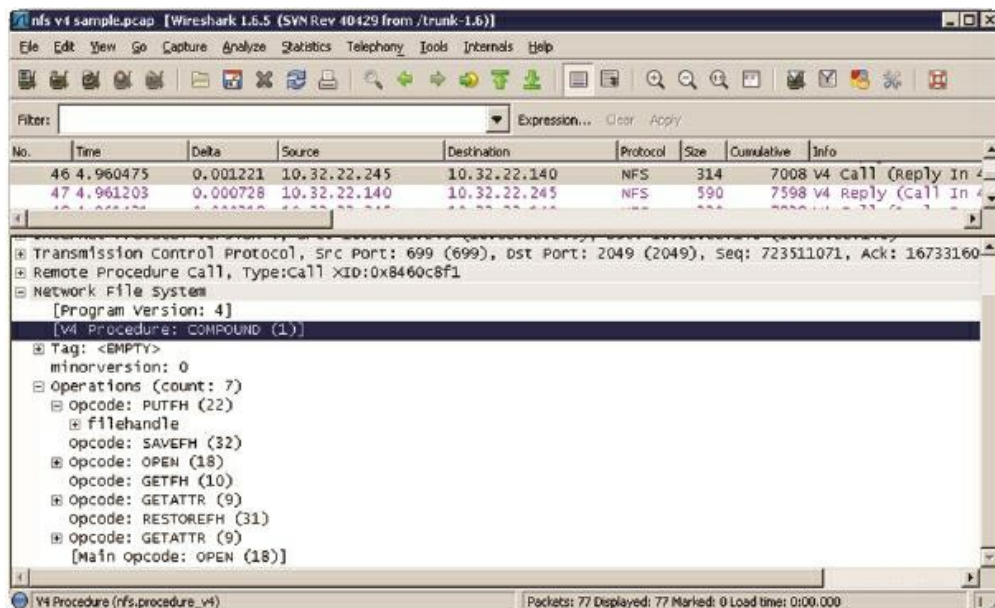 nfs v4 sample.pcap [Wireshark 1.6.5 (SVN Rev 40429 from /trunk-1.6)]
File Edit View Go Capture Analyze Statistics Telephony Tools Internals Help
Filter: Expression... Clear Apply
No. Time Delta Source Destination Protocol Size Cumulative Info
46 4.960475 0.001221 10.32.22.245 10.32.22.140 NFS 314 7008 V4 Call (Reply In 4
47 4.961203 0.000728 10.32.22.140 10.32.22.245 NFS 590 7598 V4 Reply (Call In 4
Transmission Control Protocol, Src Port: 699 (699), Dst Port: 2049 (2049), Seq: 723511071, Ack: 16733160
Remote Procedure Call, Type:Call XID:0x8460c8f1
Network File System
[Program Version: 4]
[V4 Procedure: COMPOUND (1)]
Tag: <EMPTY>
minorversion: 0
Operations (count: 7)
Opcode: PUTFH (22)
filehandle
Opcode: SAVEFH (32)
Opcode: OPEN (18)
Opcode: GETFH (10)
Opcode: GETATTR (9)
Opcode: RESTOREFH (31)
Opcode: GETATTR (9)
[Main Opcode: OPEN (18)]
V4 Procedure (nfs.procedure_v4) Packets: 77 Displayed: 77 Marked: 0 Load time: 0:00.000